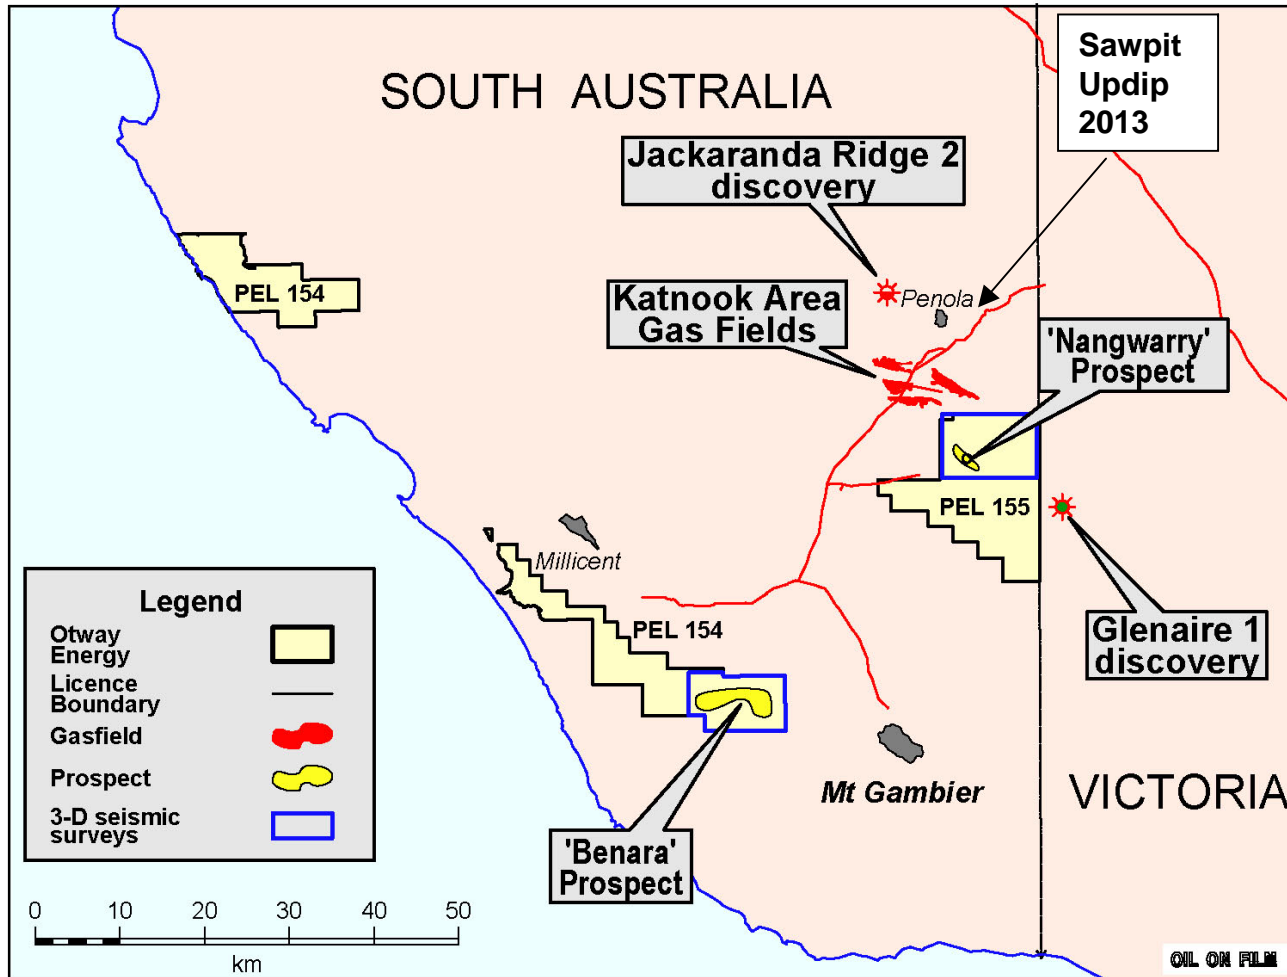 Sawpit
Updip
2013
SOUTH AUSTRALIA
Jackaranda Ridge 2
discovery
PEL 154
Katnook Area
Gas Fields
Penola
'Nangwarry'
Prospect
PEL 155
Millicent
Glenaire 1
discovery
PEL 154
Legend
Otway
Energy
Licence
Boundary
Gasfield
Prospect
3-D seismic
surveys
Mt Gambier
VICTORIA
'Benara'
Prospect
0 10 20 30 40 50
km
OIL ON FILM